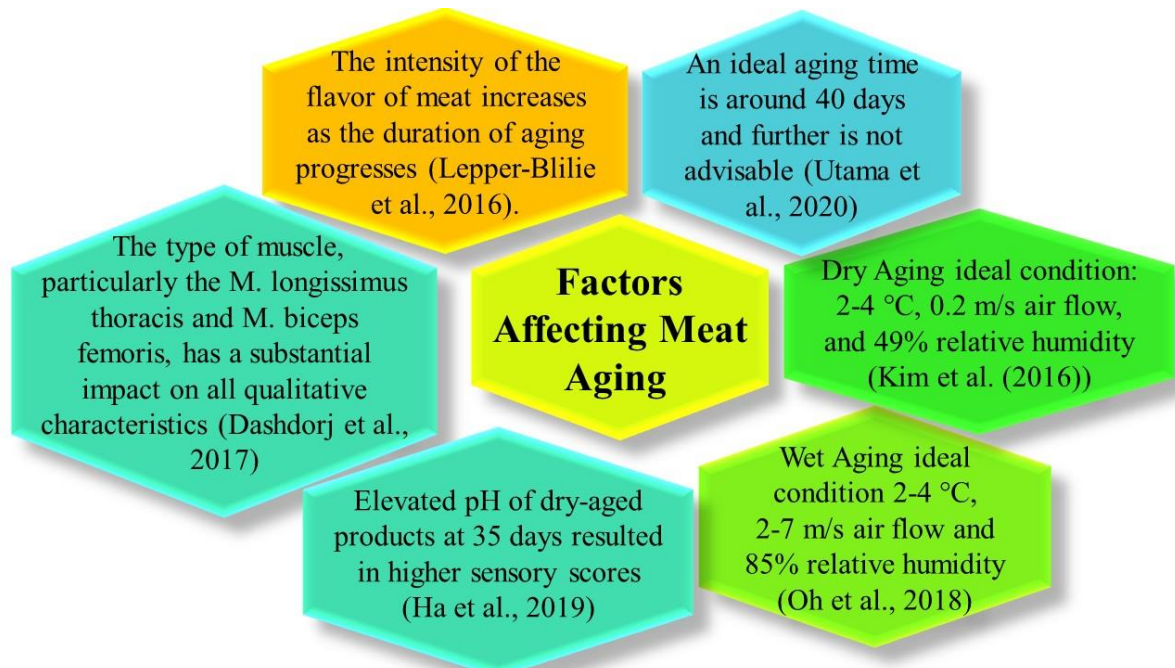 The intensity of the
flavor of meat increases
as the duration of aging
progresses (Lepper-Blilie
et al., 2016).
An ideal aging time
is around 40 days
and further is not
advisable (Utama et
al., 2020)
The type of muscle,
particularly the M. longissimus
thoracis and M. biceps
femoris, has a substantial
impact on all qualitative
characteristics (Dashdorj et al.,
2017)
Factors
Affecting Meat
Aging
Dry Aging ideal condition:
2-4 °C, 0.2 m/s air flow,
and 49% relative humidity
(Kim et al. (2016))
Elevated pH of dry-aged
products at 35 days resulted
in higher sensory scores
(Ha et al., 2019)
Wet Aging ideal
condition 2-4 °C,
2-7 m/s air flow and
85% relative humidity
(Oh et al., 2018)